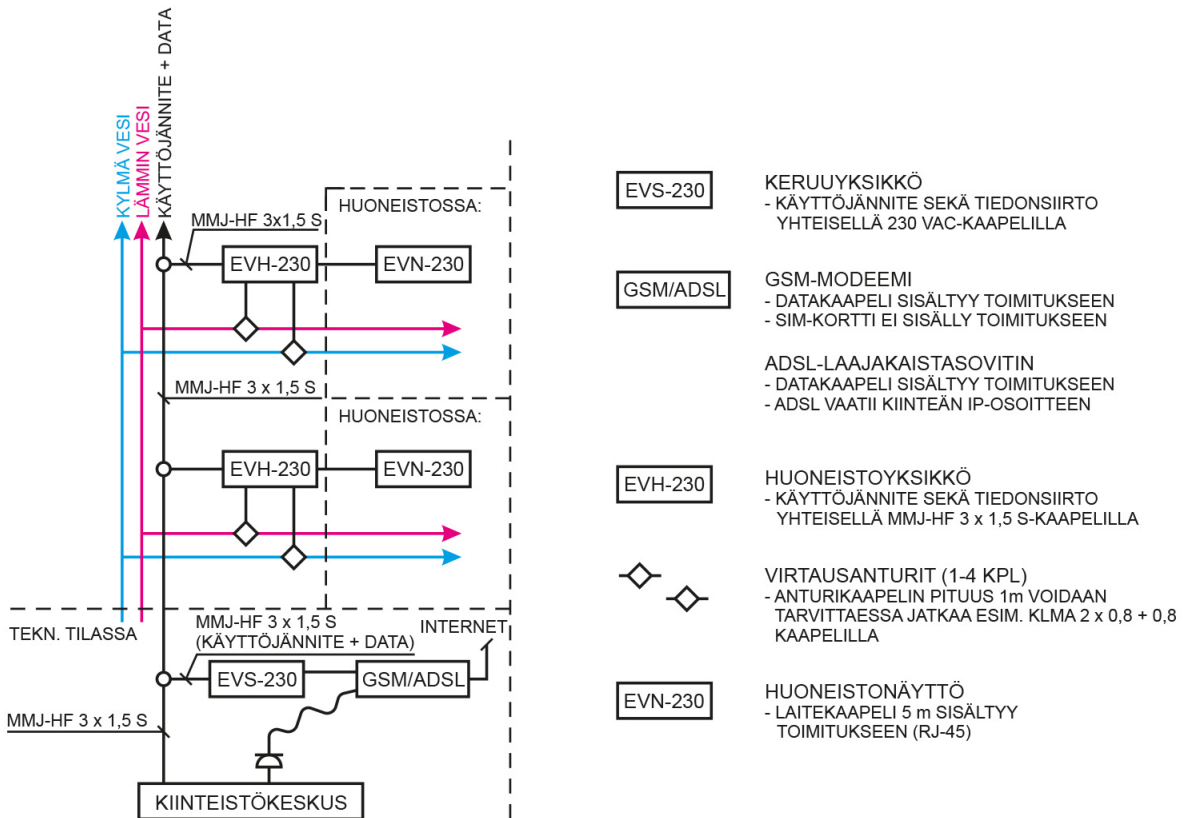 KYLMÄ VESI
LÄMMIN VESI
KÄYTTÖJÄNNITE + DATA
MMJ-HF 3x1,5 S
HUONEISTOSSA:
EVH-230
EVN-230
MMJ-HF 3 x 1,5 S
HUONEISTOSSA:
EVH-230
EVN-230
TEKN. TILASSA
MMJ-HF 3 x 1,5 S
(KÄYTTÖJÄNNITE + DATA)
INTERNET
EVS-230
GSM/ADSL
MMJ-HF 3 x 1,5 S
KIINTEISTÖKESKUS
EVS-230
KERUUYKSIKKÖ
- KÄYTTÖJÄNNITE SEKÄ TIEDONSIIRTO
YHTEISELLÄ 230 VAC-KAAPELILLA
GSM/ADSL
GSM-MODEEMI
- DATAKAAPELI SISÄLTYY TOIMITUKSEEN
- SIM-KORTTI EI SISÄLLY TOIMITUKSEEN
ADSL-LAAJAKAISTASOVITIN
- DATAKAAPELI SISÄLTYY TOIMITUKSEEN
- ADSL VAATII KIINTEÄN IP-OSOITTEEN
EVH-230
HUONEISTOYKSIKKÖ
- KÄYTTÖJÄNNITE SEKÄ TIEDONSIIRTO
YHTEISELLÄ MMJ-HF 3 x 1,5 S-KAAPELILLA
VIRTAUSANTURIT (1-4 KPL)
- ANTURIKAAPELIN PITUUS 1m VOIDAAN
TARVITTAESSA JATKAA ESIM. KLMA 2 x 0,8 + 0,8
KAAPELILLA
EVN-230
HUONEISTONÄYTTÖ
- LAITEKAAPELI 5 m SISÄLTYY
TOIMITUKSEEN (RJ-45)